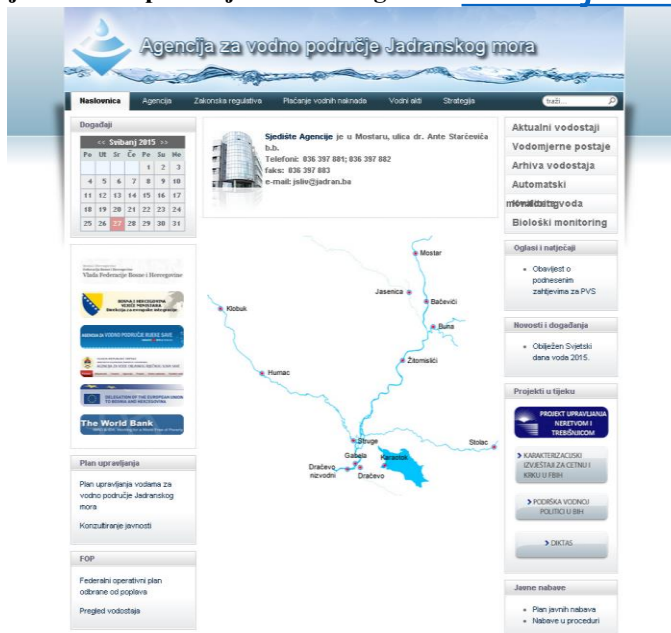 Agencija za vodno područje Jadranskog mora
Naslovnica Agencija Zakonska regulativa Plaćanje vodnih naknada Vodni akti Strategija traži...
Događaji
<< Svibanj 2015 >>
Po Ut Sr Če Pe Su Ne
1 2 3
4 5 6 7 8 9 10
11 12 13 14 15 16 17
18 19 20 21 22 23 24
25 26 27 28 29 30 31
Vlada Federacije Bosne i Hercegovine
BOSNA I HERCEGOVINA
VIJEĆE MINISTARA
Direkcija za evropske integracije
AGENCIJA ZA VODNO PODRUČJE RIJEKE SAVE
DELEGATION OF THE EUROPEAN UNION
TO BOSNIA AND HERZEGOVINA
The World Bank
Plan upravljanja
Plan upravljanja vodama za
vodno područje Jadranskog
mora
Konzultiranje javnosti
FOP
Federalni operativni plan
odbrane od poplava
Pregled vodostaja
Sjedište Agencije je u Mostaru, ulica dr. Ante Starčevića
b.b.
Telefoni: 036 397 881; 036 397 882
faks: 036 397 883
e-mail: jsliv@jadran.ba
Mostar
Jasenica
Bačevići
Klobuk
Buna
Žitomislići
Humac
Struge
Stolac
Gabela
Karaotok
Dračevo
nizvodni
Dračevo
Aktualni vodostaji
Vodomjerne postaje
Arhiva vodostaja
Automatski
monitoring
Kvaliteta voda
Biološki monitoring
Oglasi i natječaji
Obavijest o
podnesenim
zahtjevima za PVS
Novosti i događanja
Obilježen Svjetski
dana voda 2015.
Projekti u tijeku
PROJEKT UPRAVLJANJA
NERETVOM I
TREBIŠNJICOM
KARAKTERIZACIJSKI
IZVJEŠTAJI ZA CETINU I
KRKU U FBIH
PODRŠKA VODNOJ
POLITICI U BIH
DIKTAS
Javne nabave
Plan javnih nabava
Nabave u proceduri